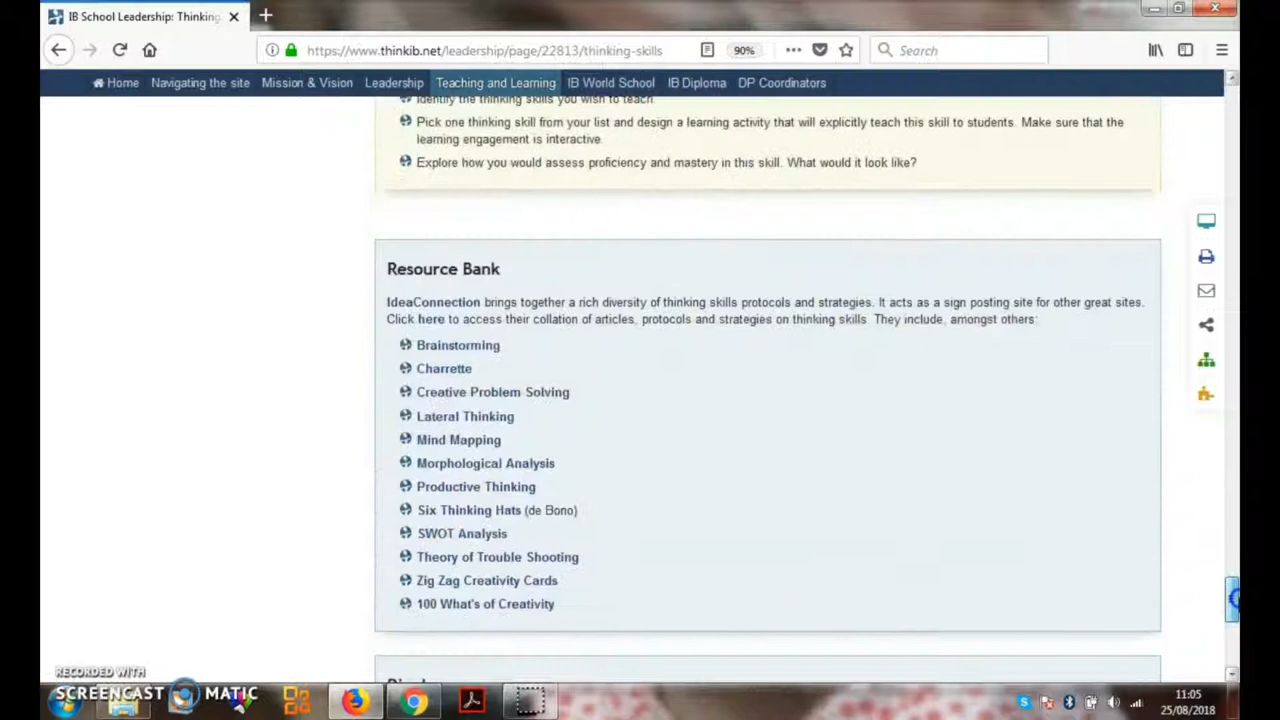 IB School Leadership: Thinking
https://www.thinkib.net/leadership/page/22813/thinking-skills
90%
Search
Home Navigating the site Mission & Vision Leadership Teaching and Learning IB World School IB Diploma DP Coordinators
Identify the thinking skills you wish to teach.
Pick one thinking skill from your list and design a learning activity that will explicitly teach this skill to students. Make sure that the
learning engagement is interactive.
Explore how you would assess proficiency and mastery in this skill. What would it look like?
Resource Bank
IdeaConnection brings together a rich diversity of thinking skills protocols and strategies. It acts as a sign posting site for other great sites.
Click here to access their collation of articles, protocols and strategies on thinking skills. They include, amongst others:
Brainstorming
Charrette
Creative Problem Solving
Lateral Thinking
Mind Mapping
Morphological Analysis
Productive Thinking
Six Thinking Hats (de Bono)
SWOT Analysis
Theory of Trouble Shooting
Zig Zag Creativity Cards
100 What's of Creativity
RECORDED WITH
SCREENCAST MATIC
11:05
25/08/2018